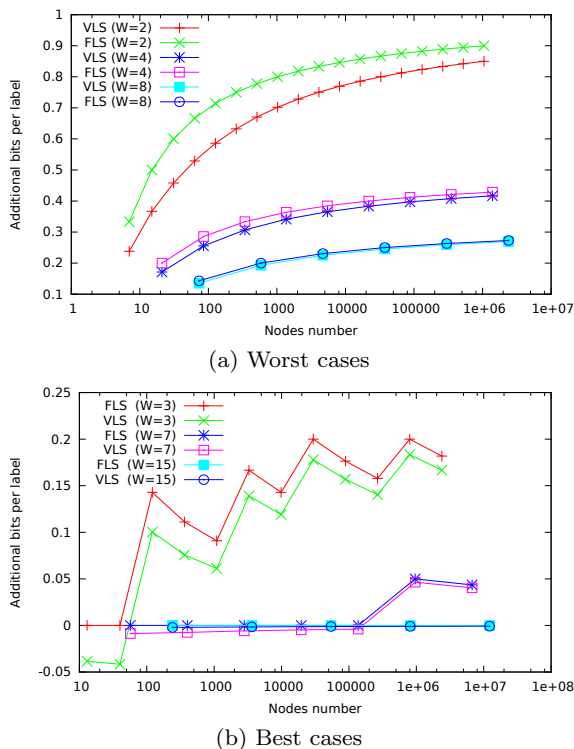 VLS (W=2)
FLS (W=2)
VLS (W=4)
FLS (W=4)
VLS (W=8)
FLS (W=8)
Additional bits per label
1
0.9
0.8
0.7
0.6
0.5
0.4
0.3
0.2
0.1
1 10 100 1000 10000 100000 1e+06 1e+07
Nodes number
(a) Worst cases
FLS (W=3)
VLS (W=3)
FLS (W=7)
VLS (W=7)
FLS (W=15)
VLS (W=15)
Additional bits per label
0.25
0.2
0.15
0.1
0.05
0
-0.05
10 100 1000 10000 100000 1e+06 1e+07 1e+08
Nodes number
(b) Best cases